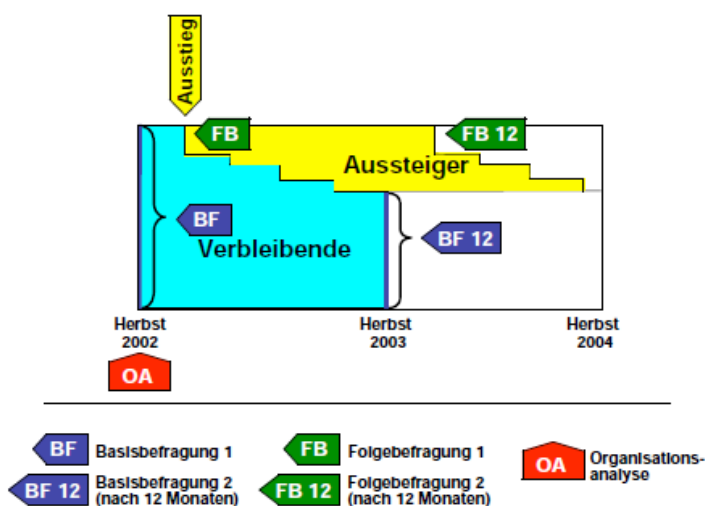 Ausstieg
FB
FB 12
Aussteiger
BF
BF 12
Verbleibende
Herbst
2002
Herbst
2003
Herbst
2004
OA
BF
Basisbefragung 1
FB
Folgebefragung 1
OA
Organisations-
analyse
BF 12
Basisbefragung 2
(nach 12 Monaten)
FB 12
Folgebefragung 2
(nach 12 Monaten)